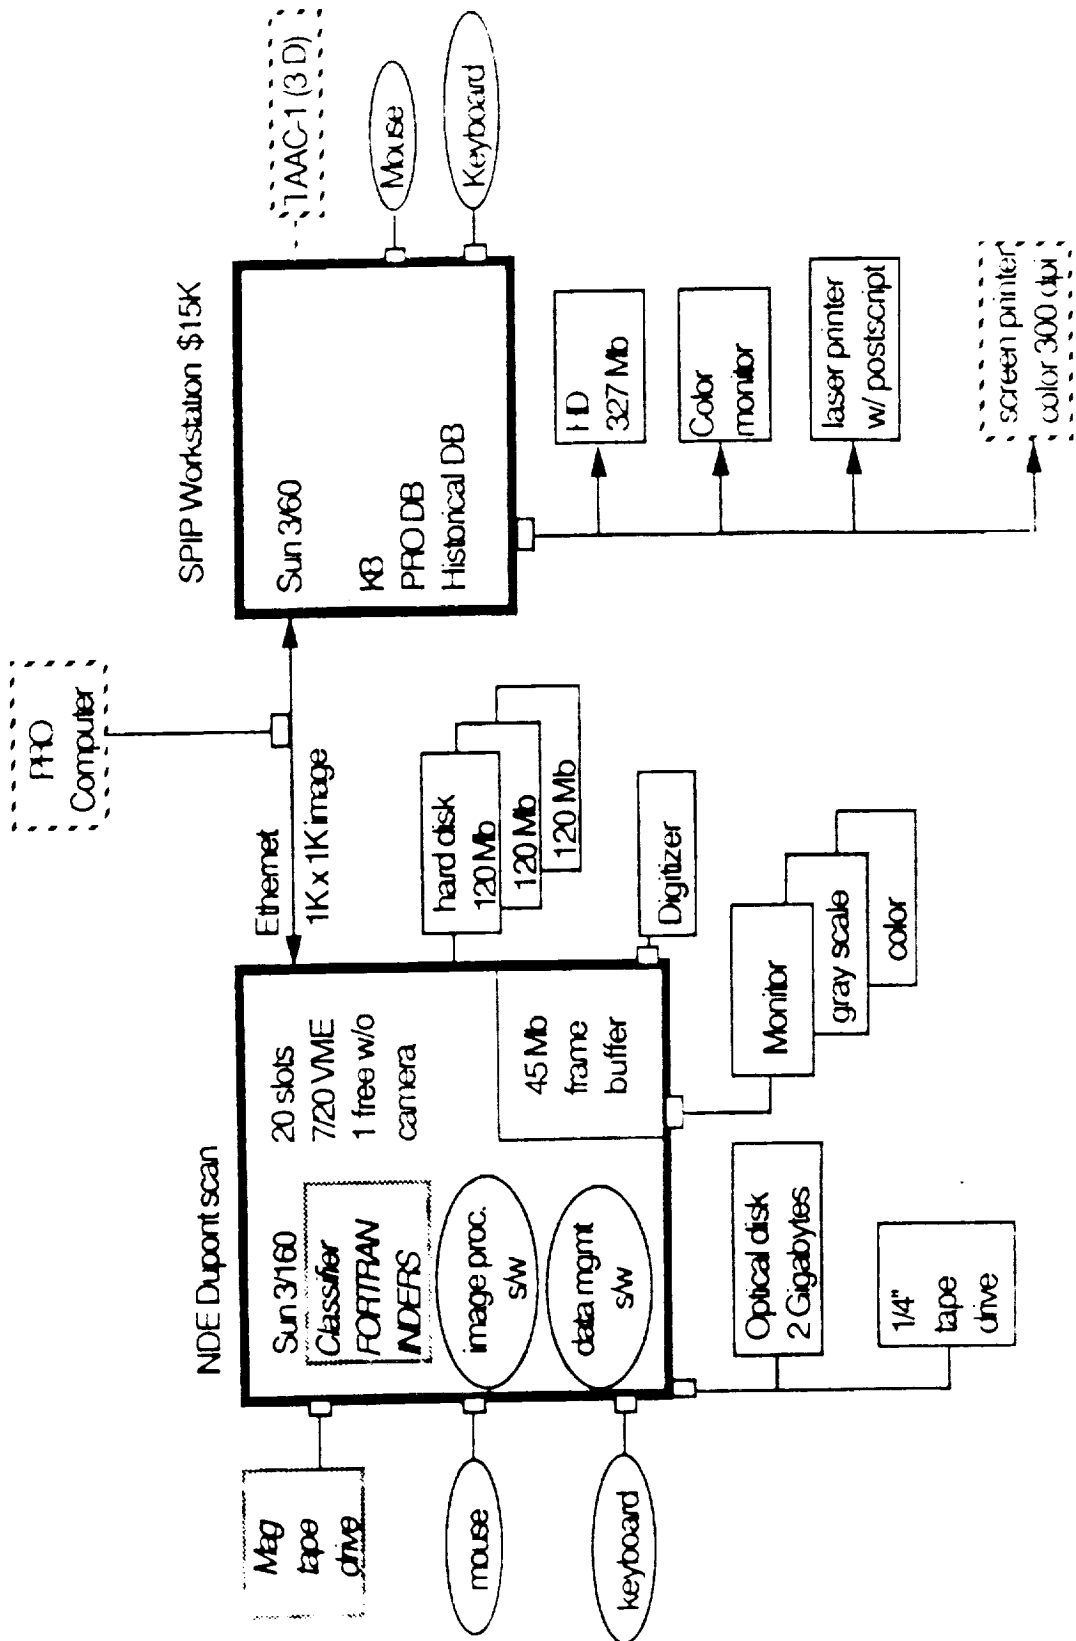 PRO
Computer
NDE Dupont scan
Ethernet
1K x 1K image
SPIP Workstation $15K
Mag
tape
drive
Sun 3/160
Classifier
FORTRAN
INDERS
20 slots
7/20 VME
1 free w/o
camera
image proc.
s/w
data mgmt
s/w
45 Mb
frame
buffer
mouse
keyboard
hard disk
120 Mb
120 Mb
120 Mb
Digitizer
Optical disk
2 Gigabytes
1/4"
tape
drive
Monitor
gray scale
color
Sun 3/60
KB
PRO DB
Historical DB
TAAC-1 (3 D)
Mouse
Keyboard
HD
327 Mb
Color
monitor
laser printer
w/ postscript
screen printer
color 300 dpi